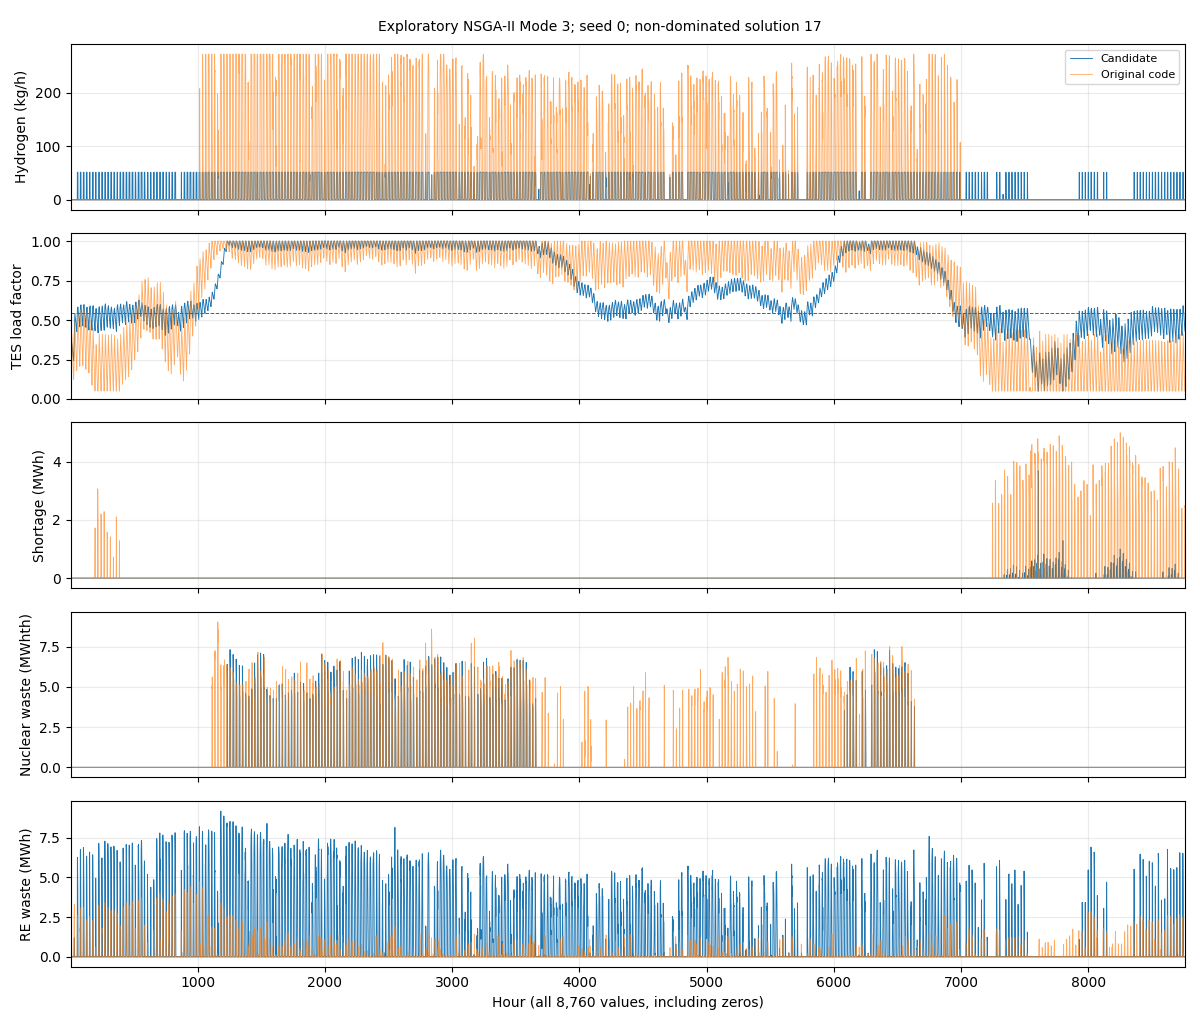 Exploratory NSGA-II Mode 3; seed 0; non-dominated solution 17
Hydrogen (kg/h)
200
100
0
Candidate
Original code
TES load factor
1.00
0.75
0.50
0.25
0.00
Shortage (MWh)
4
2
0
Nuclear waste (MWhth)
7.5
5.0
2.5
0.0
RE waste (MWh)
7.5
5.0
2.5
0.0
1000 2000 3000 4000 5000 6000 7000 8000
Hour (all 8,760 values, including zeros)